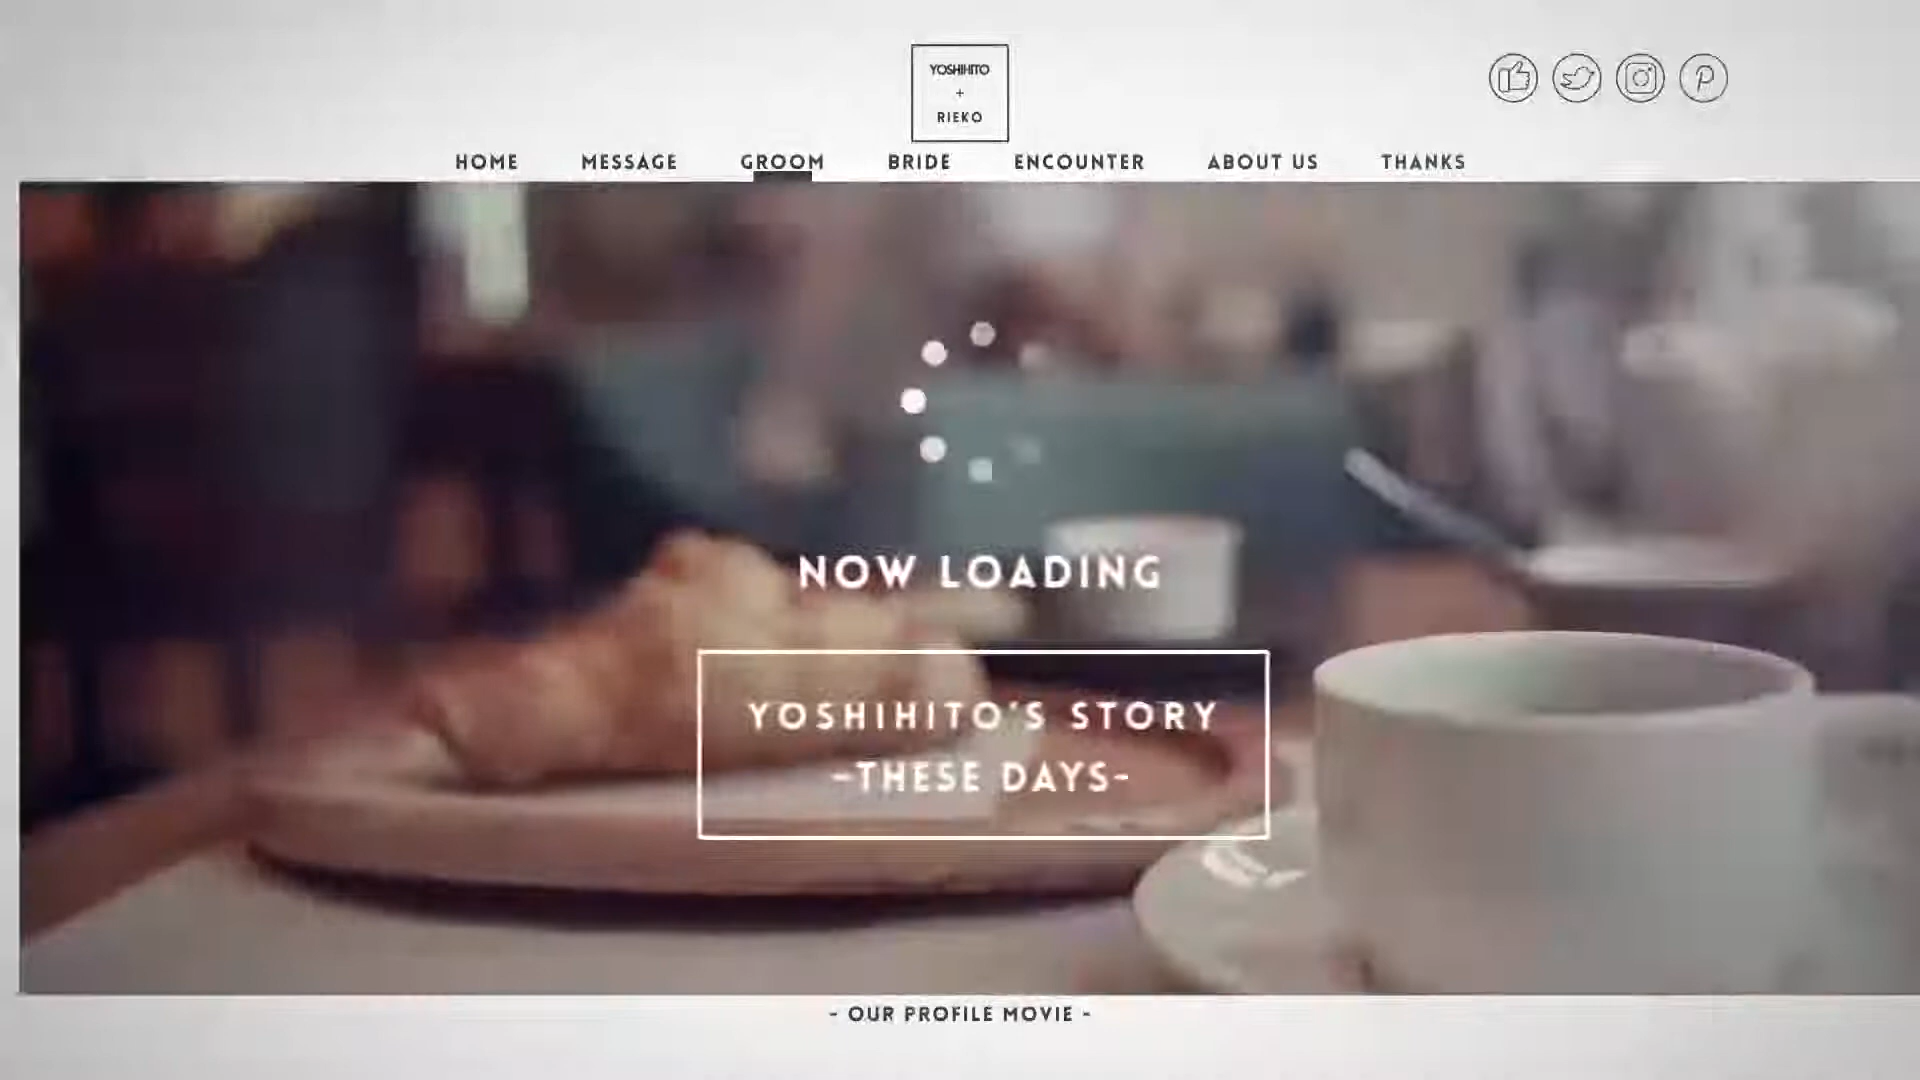 YOSHIHITO
+
RIEKO
HOME MESSAGE GROOM BRIDE ENCOUNTER ABOUT US THANKS
NOW LOADING
YOSHIHITO'S STORY
-THESE DAYS-
- OUR PROFILE MOVIE -